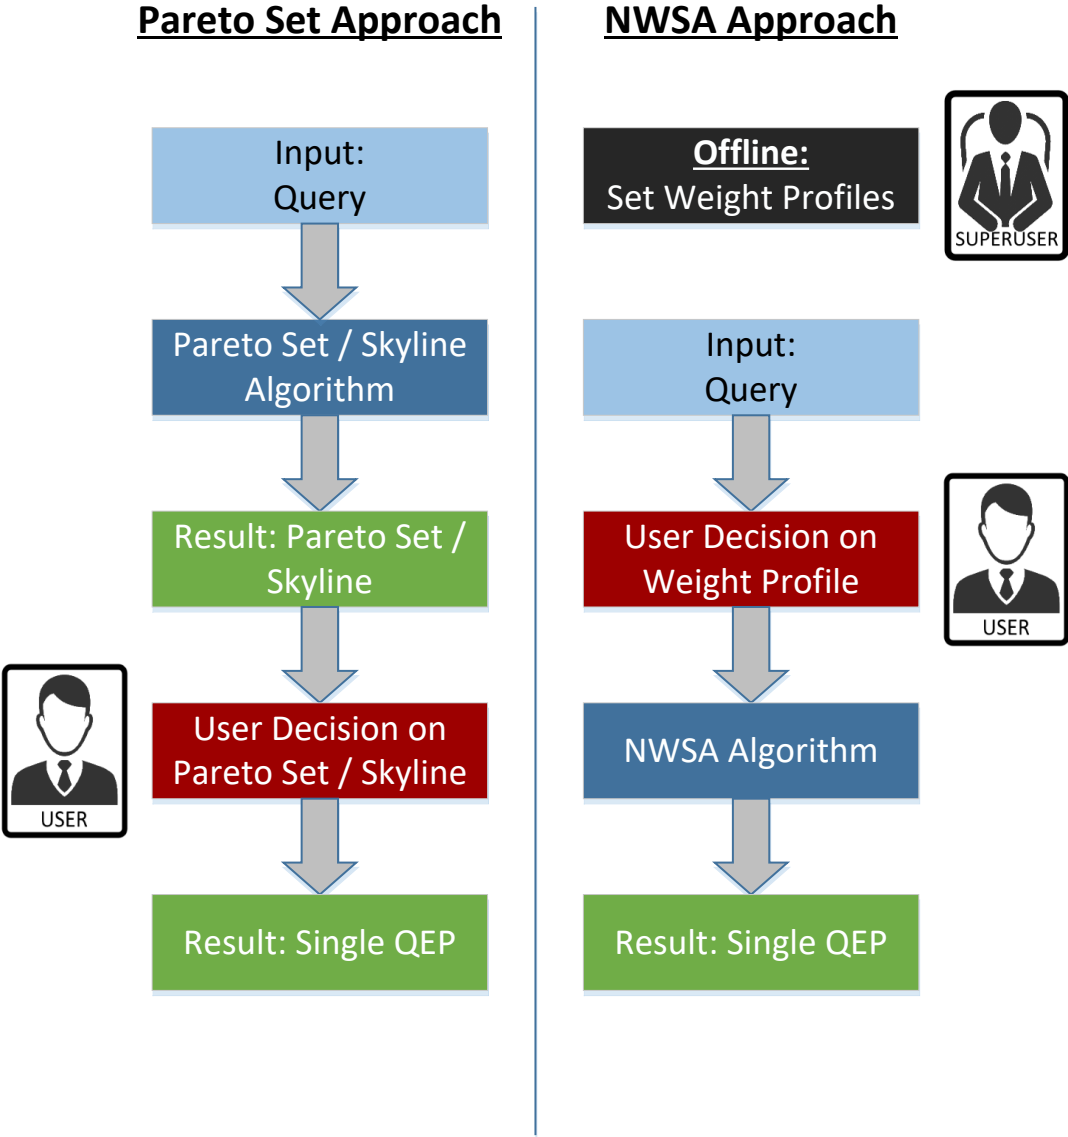 Pareto Set Approach
Input:
Query
Pareto Set / Skyline
Algorithm
Result: Pareto Set /
Skyline
User Decision on
Pareto Set / Skyline
USER
Result: Single QEP
NWSA Approach
Offline:
Set Weight Profiles
SUPERUSER
Input:
Query
User Decision on
Weight Profile
USER
NWSA Algorithm
Result: Single QEP